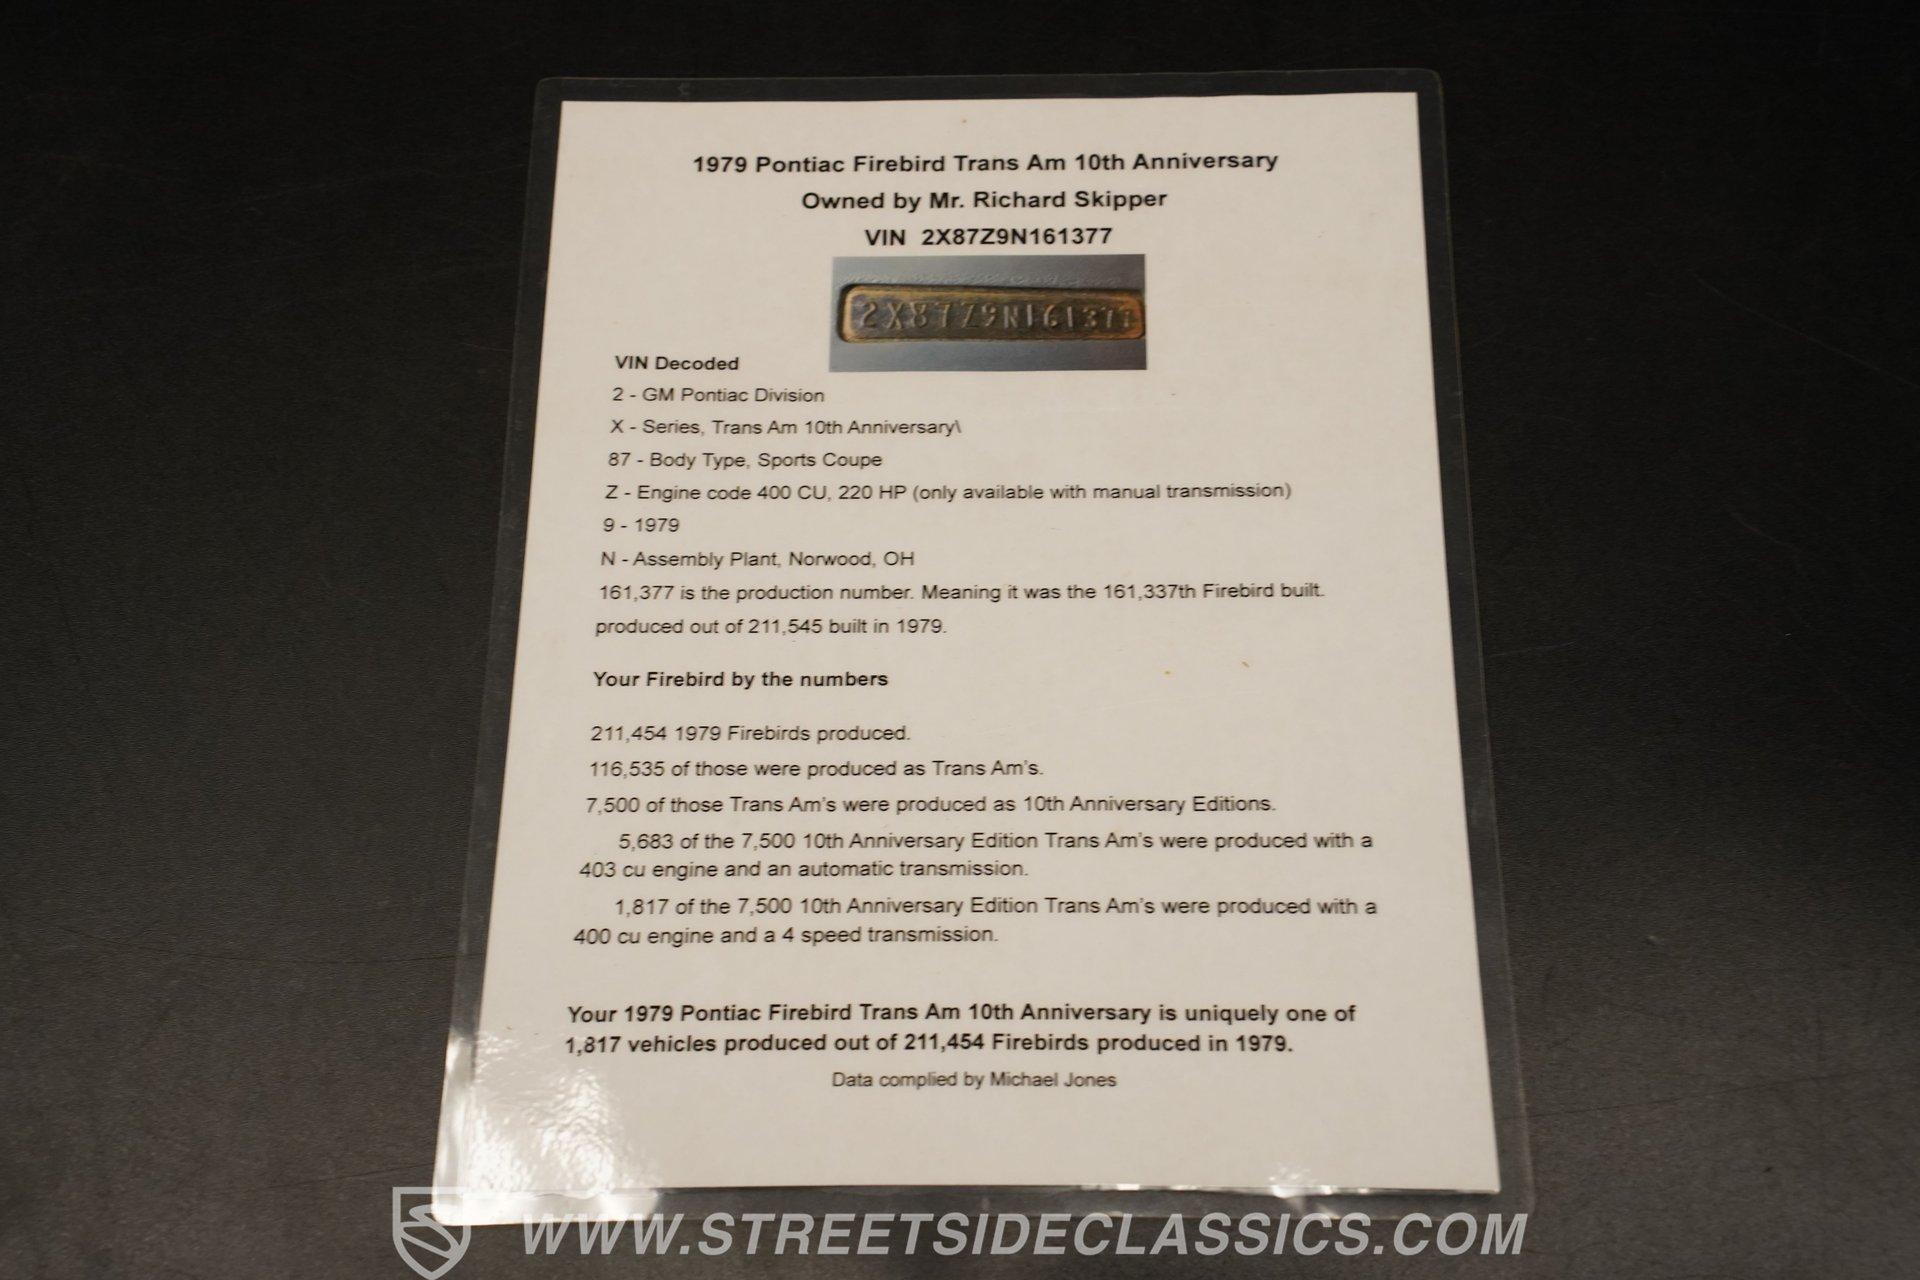 1979 Pontiac Firebird Trans Am 10th Anniversary
Owned by Mr. Richard Skipper
VIN 2X87Z9N161377
2X87Z9N161377
VIN Decoded
2 - GM Pontiac Division
X - Series, Trans Am 10th Anniversary\
87 - Body Type, Sports Coupe
Z - Engine code 400 CU, 220 HP (only available with manual transmission)
9 - 1979
N - Assembly Plant, Norwood, OH
161,377 is the production number. Meaning it was the 161,337th Firebird built.
produced out of 211,545 built in 1979.
Your Firebird by the numbers
211,454 1979 Firebirds produced.
116,535 of those were produced as Trans Am's.
7,500 of those Trans Am's were produced as 10th Anniversary Editions.
5,683 of the 7,500 10th Anniversary Edition Trans Am's were produced with a
403 cu engine and an automatic transmission.
1,817 of the 7,500 10th Anniversary Edition Trans Am's were produced with a
400 cu engine and a 4 speed transmission.
Your 1979 Pontiac Firebird Trans Am 10th Anniversary is uniquely one of
1,817 vehicles produced out of 211,454 Firebirds produced in 1979.
Data complied by Michael Jones
WWW.STREETSIDECLASSICS.COM